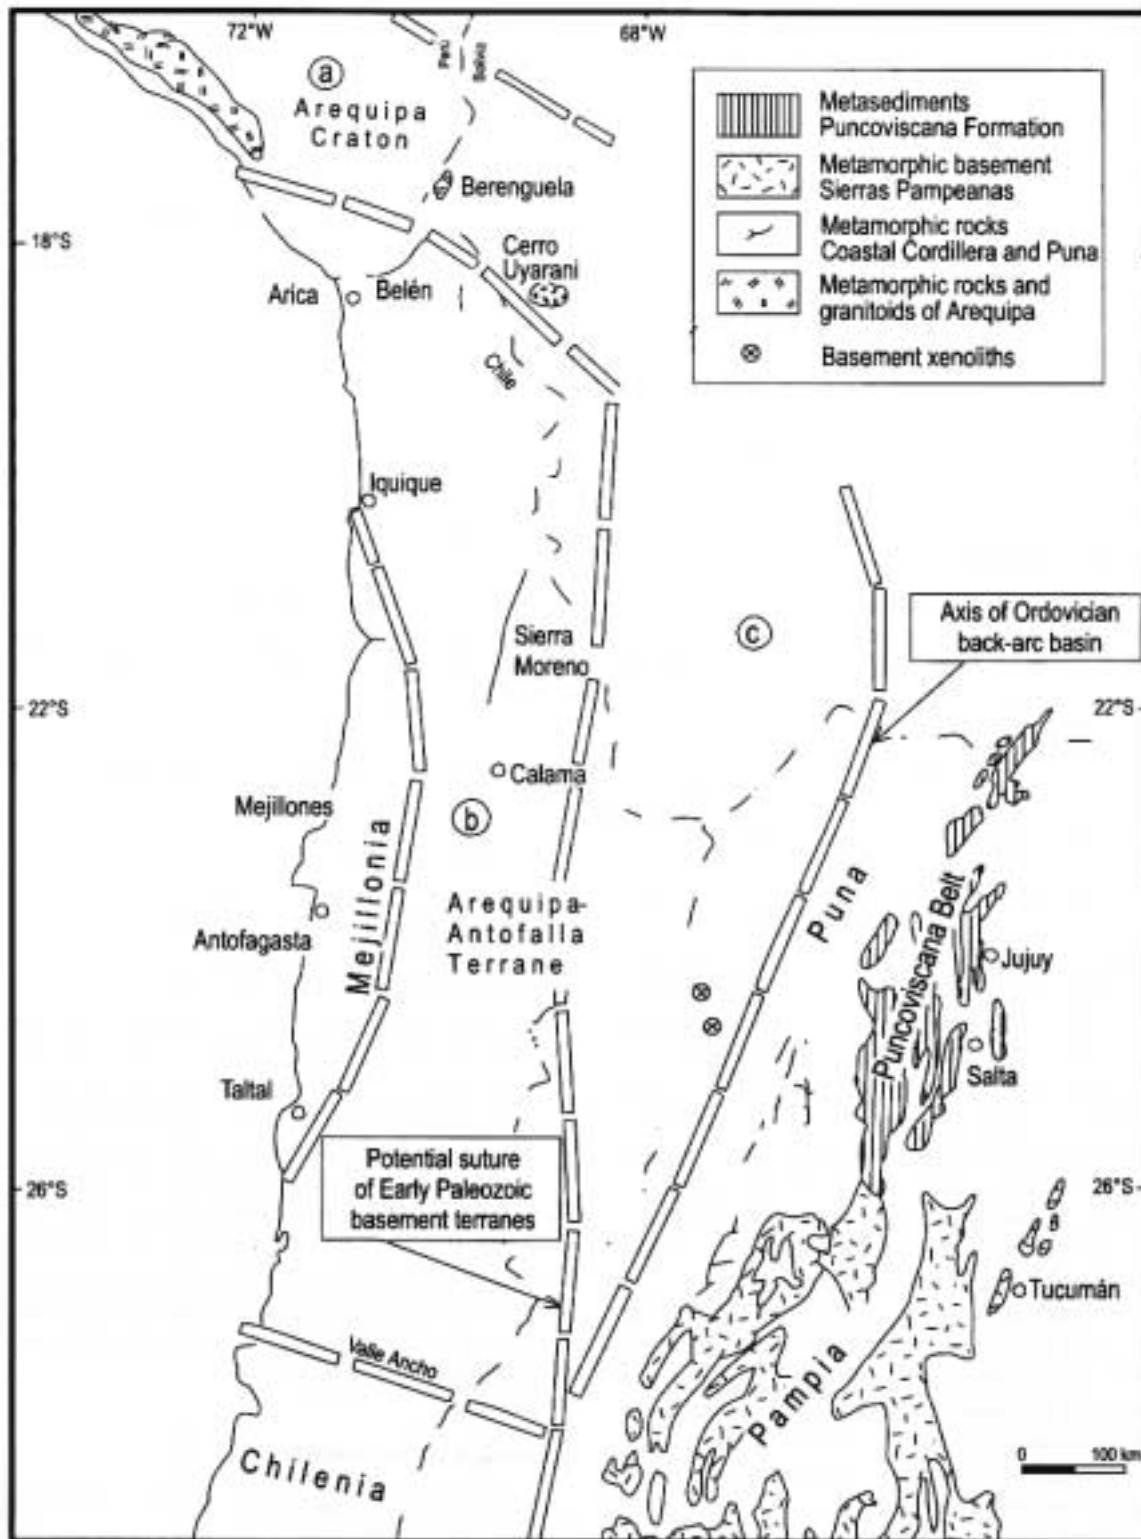 72°W
68°W
Perú
Bolivia
a
Arequipa
Craton
Berenguela
18°S
Cerro
Uyarani
Arica
Belén
Chile
Metasediments
Puncoviscana Formation
Metamorphic basement
Sierras Pampeanas
Metamorphic rocks
Coastal Cordillera and Puna
Metamorphic rocks and
granitoids of Arequipa
Basement xenoliths
Iquique
Sierra
Moreno
c
Axis of Ordovician
back-arc basin
22°S
22°S
Calama
Mejillones
b
Mejillonia
Arequipa-
Antofalla
Terrane
Antofagasta
Puna
Puncoviscana Belt
Jujuy
Salta
Taltal
Potential suture
of Early Paleozoic
basement terranes
26°S
26°S
Tucumán
Valle Ancho
Pampia
Chilenia
0 100 km